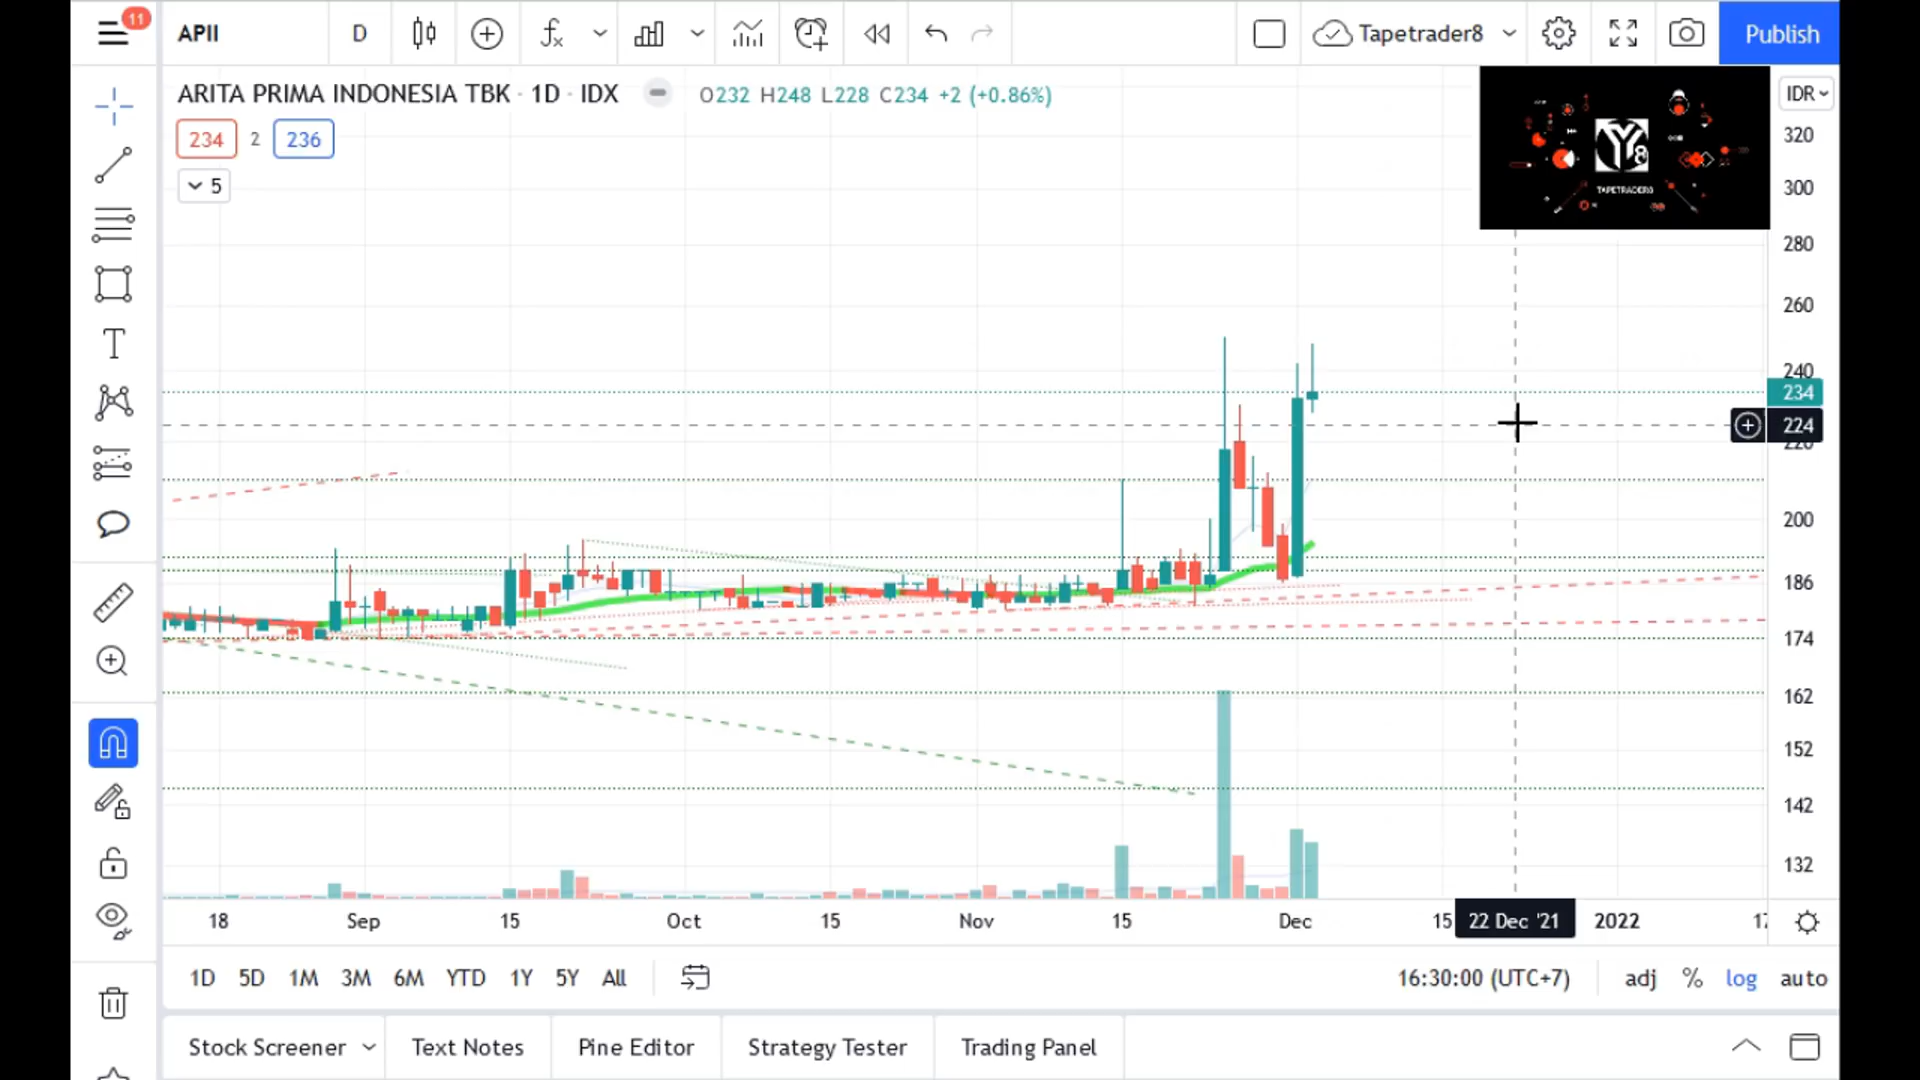 11
APII
D
Tapetrader8
Publish
ARITA PRIMA INDONESIA TBK · 1D · IDX
O232 H248 L228 C234 +2 (+0.86%)
234 2 236
5
TAPETRADER8
IDR
320
300
280
260
240
234
224
220
200
186
174
162
152
142
132
18 Sep 15 Oct 15 Nov 15 Dec 15 22 Dec '21 2022
1D 5D 1M 3M 6M YTD 1Y 5Y All
16:30:00 (UTC+7) adj % log auto
Stock Screener Text Notes Pine Editor Strategy Tester Trading Panel